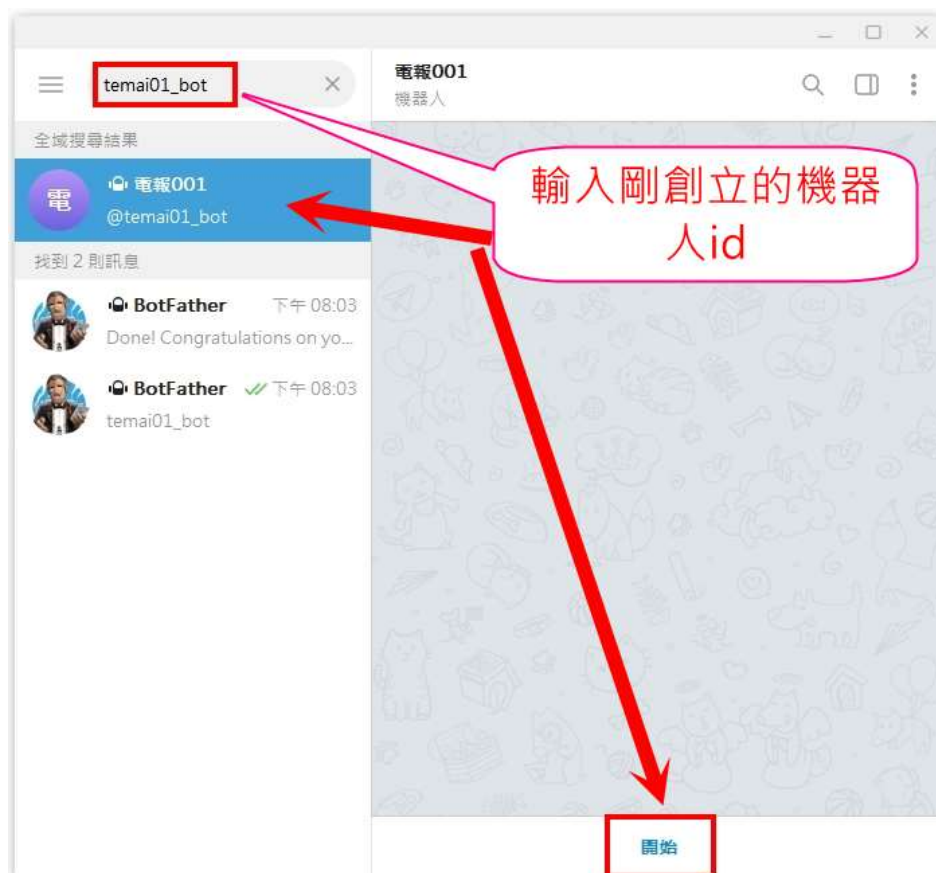 temai01_bot
電報001
機器人
全域搜尋結果
電報001
電
@temai01_bot
找到 2 則訊息
BotFather 下午 08:03
Done! Congratulations on yo...
BotFather 下午 08:03
temai01_bot
輸入剛創立的機器
人id
開始